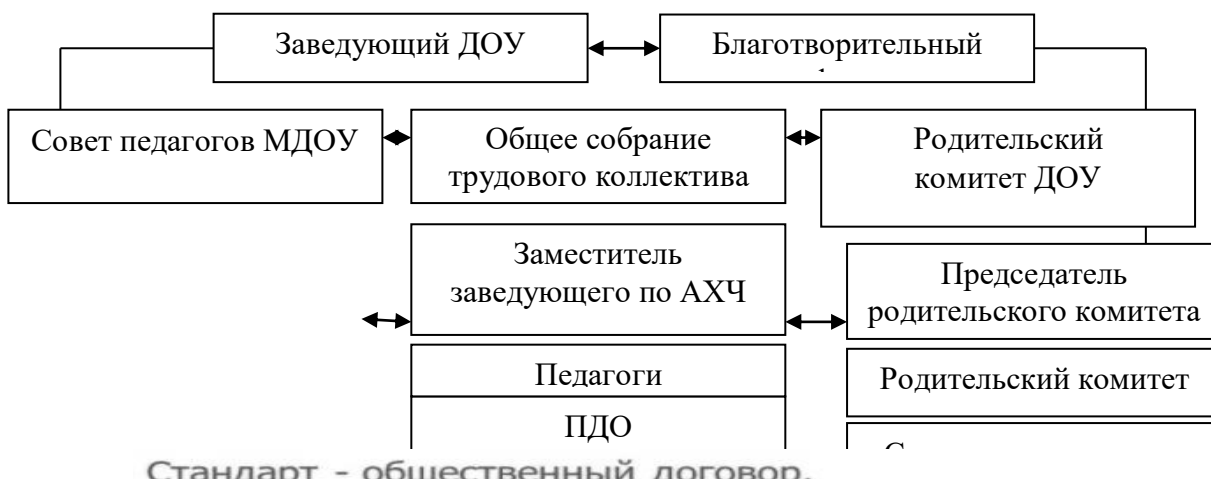 Заведующий ДОУ
Благотворительный
Совет педагогов МДОУ
Общее собрание
трудового коллектива
Родительский
комитет ДОУ
Заместитель
заведующего по АХЧ
Председатель
родительского комитета
Педагоги
Родительский комитет
ПДО
Стандарт - общественный договор.